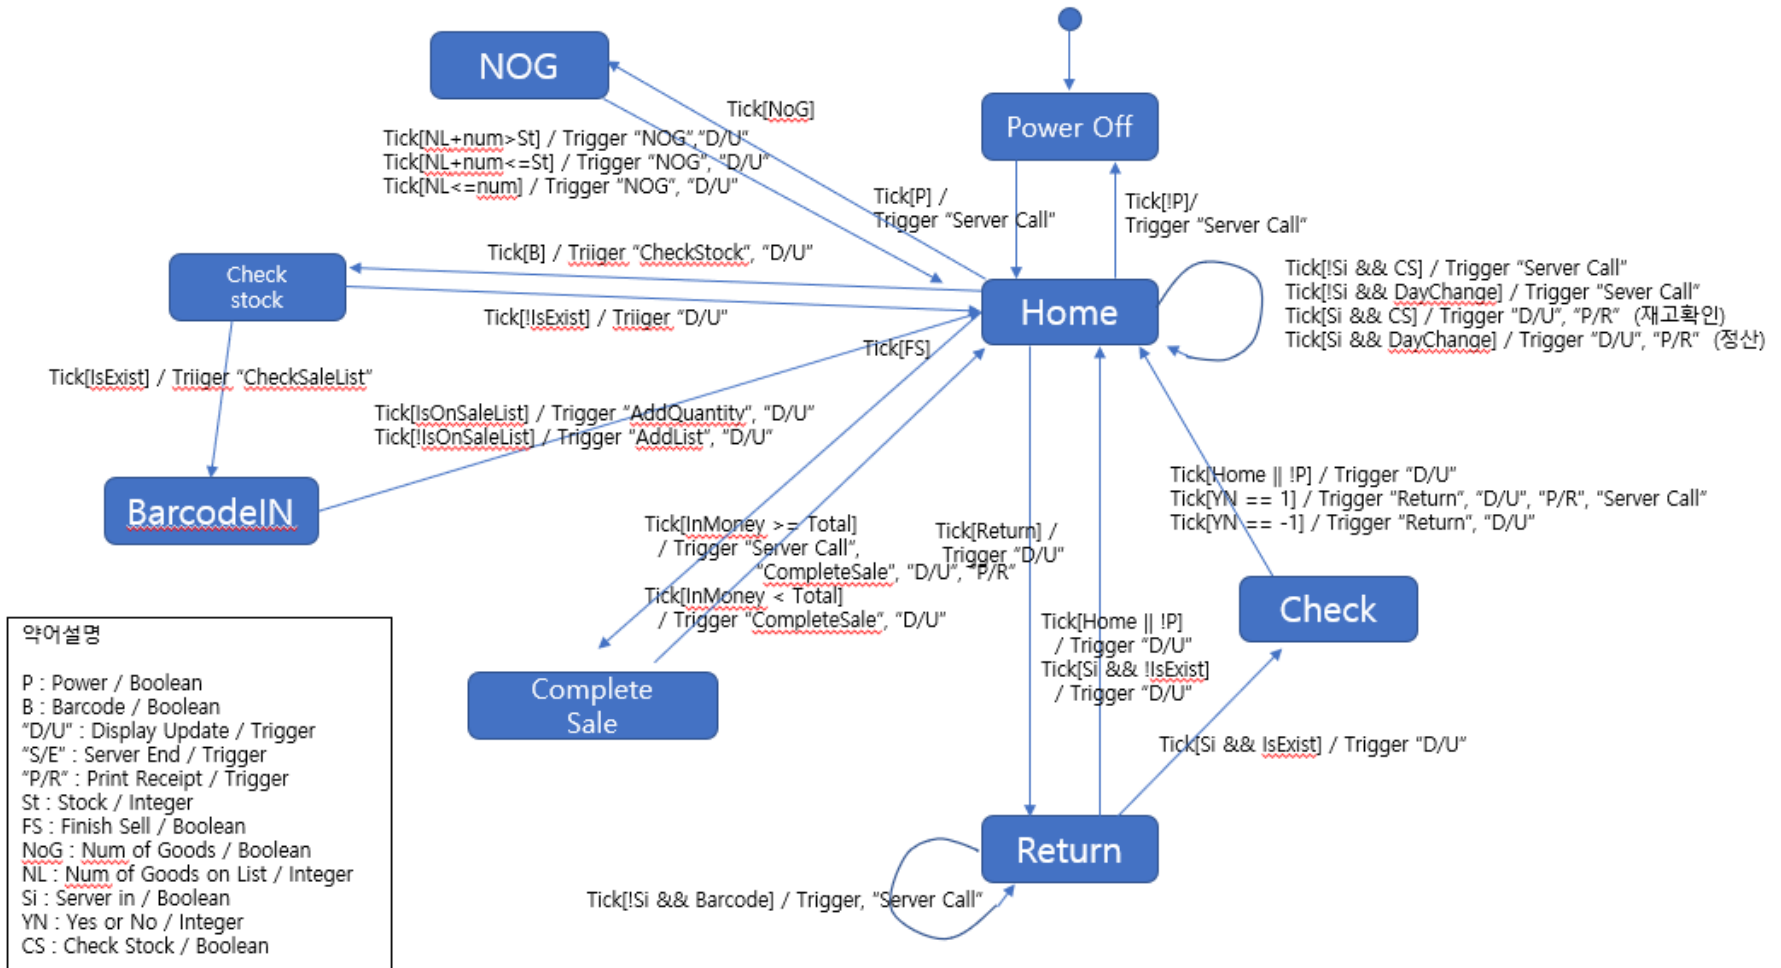 NOG
Tick[NoG]
Power Off
Tick[NL+num>St] / Trigger “NOG”,“D/U”
Tick[NL+num<=St] / Trigger “NOG”, “D/U”
Tick[NL<=num] / Trigger “NOG”, “D/U”
Tick[P] /
Trigger “Server Call”
Tick[!P]/
Trigger “Server Call”
Tick[B] / Triiger “CheckStock”, “D/U”
Check
stock
Tick[!IsExist] / Triiger “D/U”
Home
Tick[!Si && CS] / Trigger “Server Call”
Tick[!Si && DayChange] / Trigger “Sever Call”
Tick[Si && CS] / Trigger “D/U”, “P/R” (재고확인)
Tick[Si && DayChange] / Trigger “D/U”, “P/R” (정산)
Tick[FS]
Tick[IsExist] / Triiger “CheckSaleList”
Tick[IsOnSaleList] / Trigger “AddQuantity”, “D/U”
Tick[!IsOnSaleList] / Trigger “AddList”, “D/U”
BarcodeIN
Tick[Home || !P] / Trigger “D/U”
Tick[YN == 1] / Trigger “Return”, “D/U”, “P/R”, “Server Call”
Tick[YN == -1] / Trigger “Return”, “D/U”
Tick[InMoney >= Total]
/ Trigger “Server Call”,
“CompleteSale”, “D/U”, “P/R”
Tick[InMoney < Total]
/ Trigger “CompleteSale”, “D/U”
Tick[Return] /
Trigger “D/U”
Check
Tick[Home || !P]
/ Trigger “D/U”
Tick[Si && !IsExist]
/ Trigger “D/U”
Complete
Sale
Tick[Si && IsExist] / Trigger “D/U”
Return
Tick[!Si && Barcode] / Trigger, “Server Call”
약어설명
P : Power / Boolean
B : Barcode / Boolean
“D/U” : Display Update / Trigger
“S/E” : Server End / Trigger
“P/R” : Print Receipt / Trigger
St : Stock / Integer
FS : Finish Sell / Boolean
NoG : Num of Goods / Boolean
NL : Num of Goods on List / Integer
Si : Server in / Boolean
YN : Yes or No / Integer
CS : Check Stock / Boolean